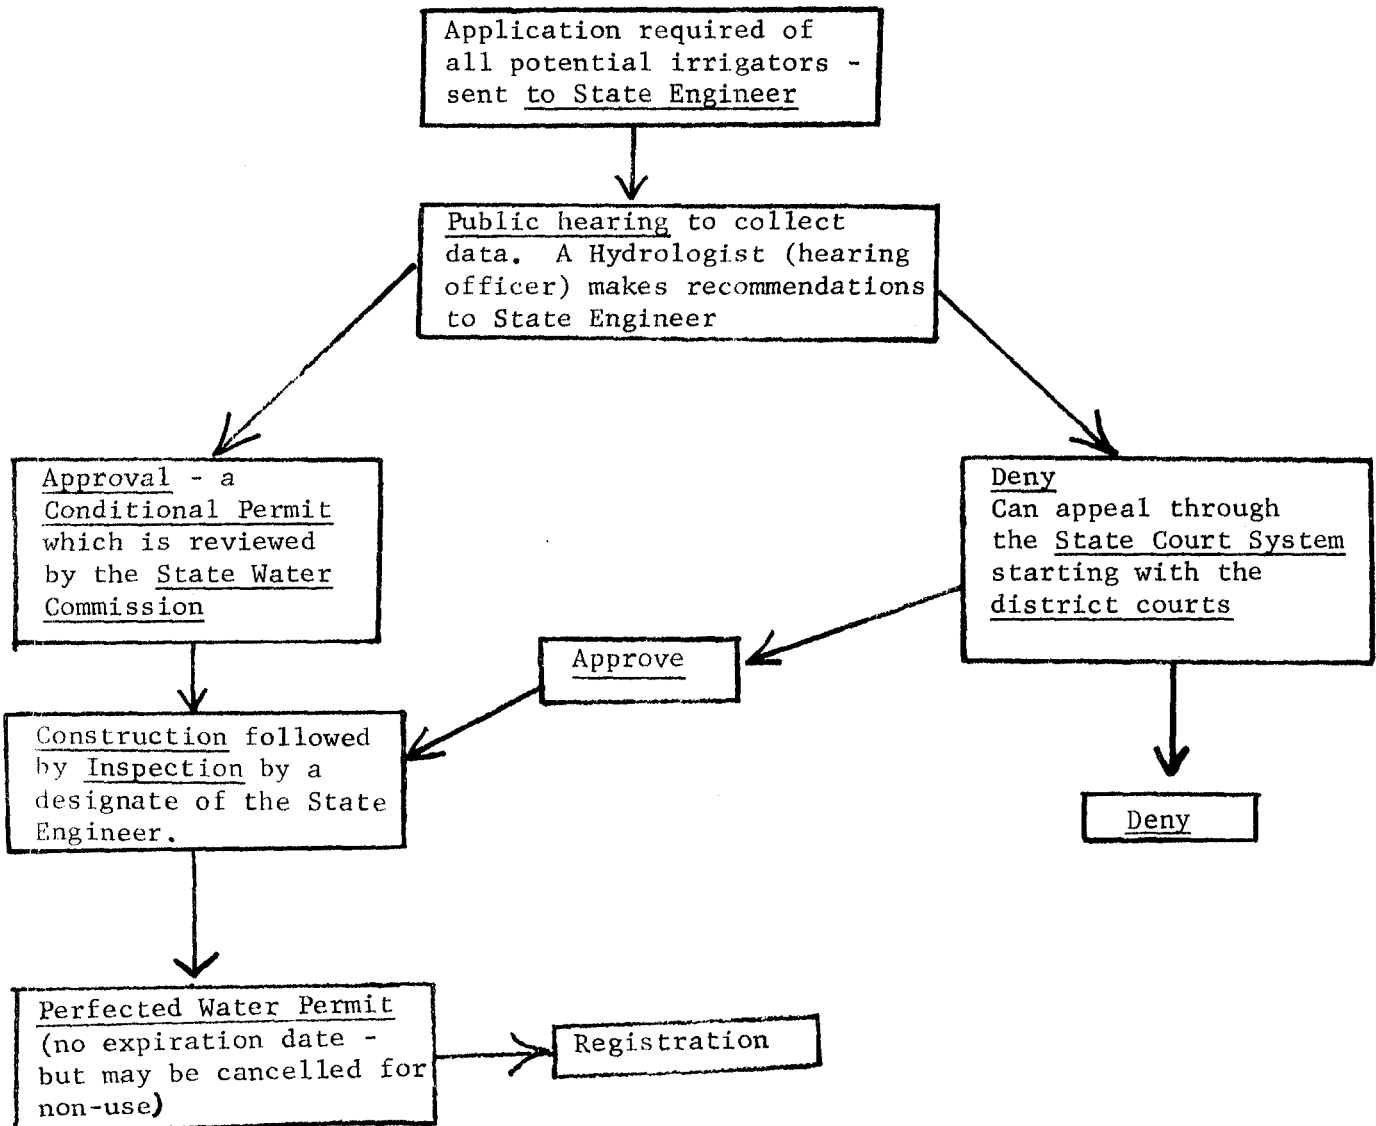 Application required of
all potential irrigators -
sent to State Engineer
Public hearing to collect
data. A Hydrologist (hearing
officer) makes recommendations
to State Engineer
Approval - a
Conditional Permit
which is reviewed
by the State Water
Commission
Deny
Can appeal through
the State Court System
starting with the
district courts
Approve
Construction followed
by Inspection by a
designate of the State
Engineer.
Deny
Perfected Water Permit
(no expiration date -
but may be cancelled for
non-use)
Registration